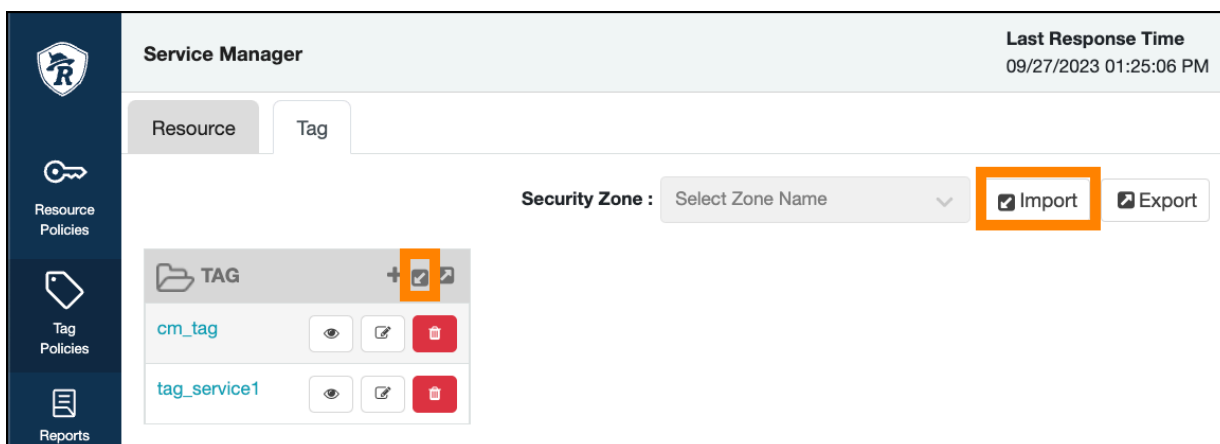 Service Manager
Last Response Time
09/27/2023 01:25:06 PM
Resource
Tag
Resource
Policies
Security Zone :
Select Zone Name
Import
Export
TAG
Tag
Policies
cm_tag
tag_service1
Reports
R